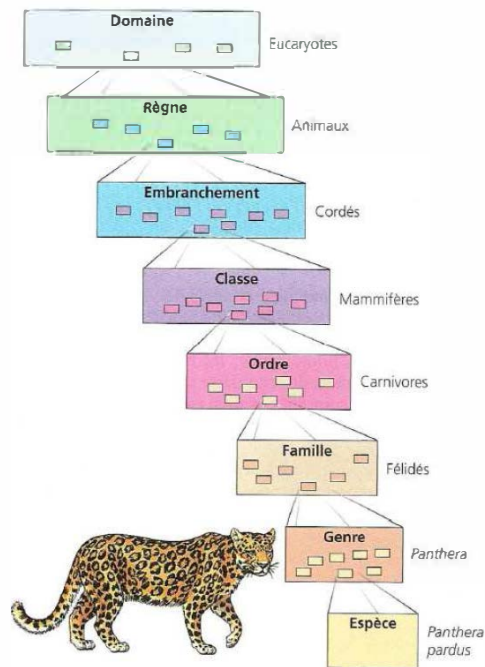 Domaine
Eucaryotes
Règne
Animaux
Embranchement
Cordés
Classe
Mammifères
Ordre
Carnivores
Famille
Félidés
Genre
Panthera
Espèce
Panthera
pardus